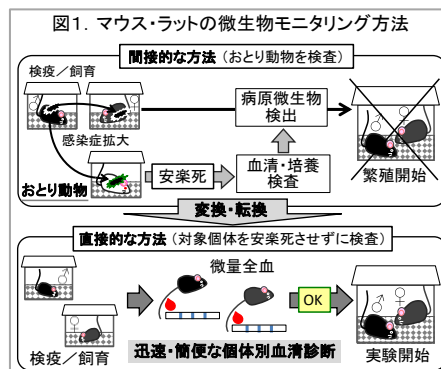 図1. マウス・ラットの微生物モニタリング方法
間接的な方法(おとり動物を検査)
検疫/飼育
♂
♀
感染症拡大
おとり動物
安楽死
血清・培養
検査
病原微生物
検出
♂
♀
繁殖開始
変換・転換
直接的な方法(対象個体を安楽死させずに検査)
♂
♀
検疫/飼育
微量全血
OK
迅速・簡便な個体別血清診断
♂
♀
実験開始